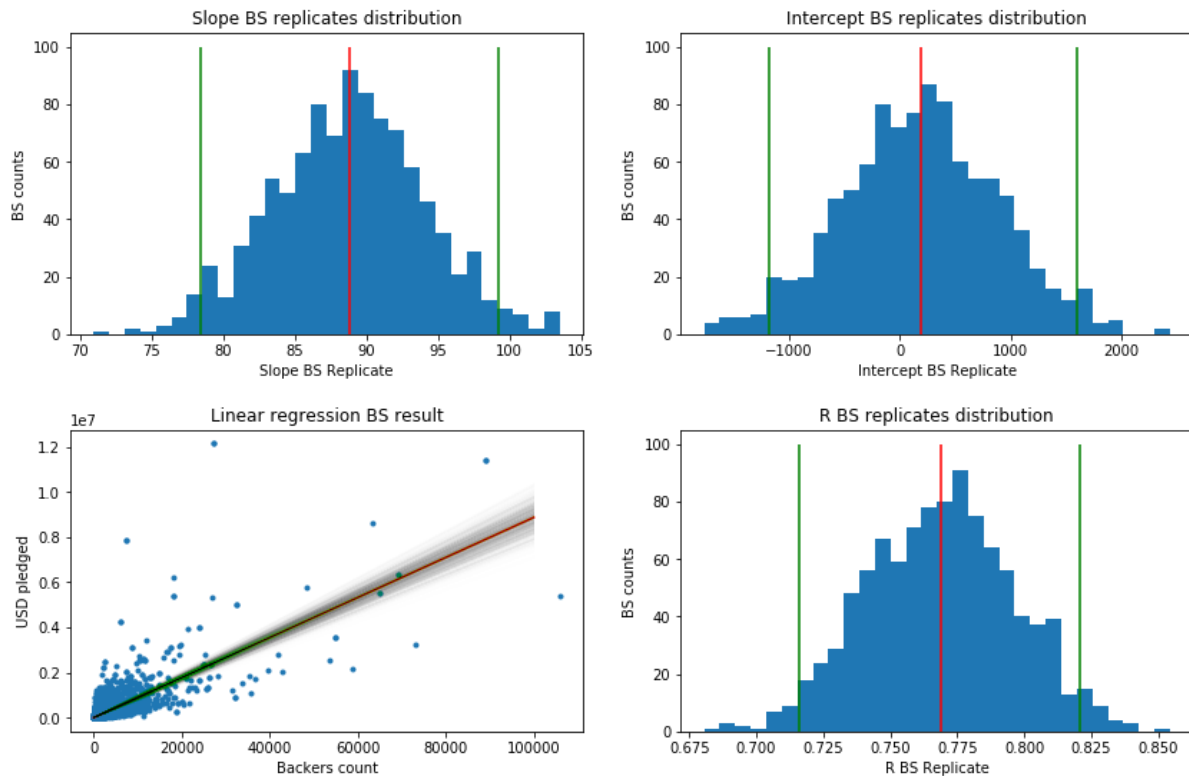 Slope BS replicates distribution
100
80
60
40
20
0
BS counts
70 75 80 85 90 95 100 105
Slope BS Replicate
Intercept BS replicates distribution
100
80
60
40
20
0
BS counts
−1000 0 1000 2000
Intercept BS Replicate
Linear regression BS result
1e7
1.2
1.0
0.8
0.6
0.4
0.2
0.0
USD pledged
0 20000 40000 60000 80000 100000
Backers count
R BS replicates distribution
100
80
60
40
20
0
BS counts
0.675 0.700 0.725 0.750 0.775 0.800 0.825 0.850
R BS Replicate